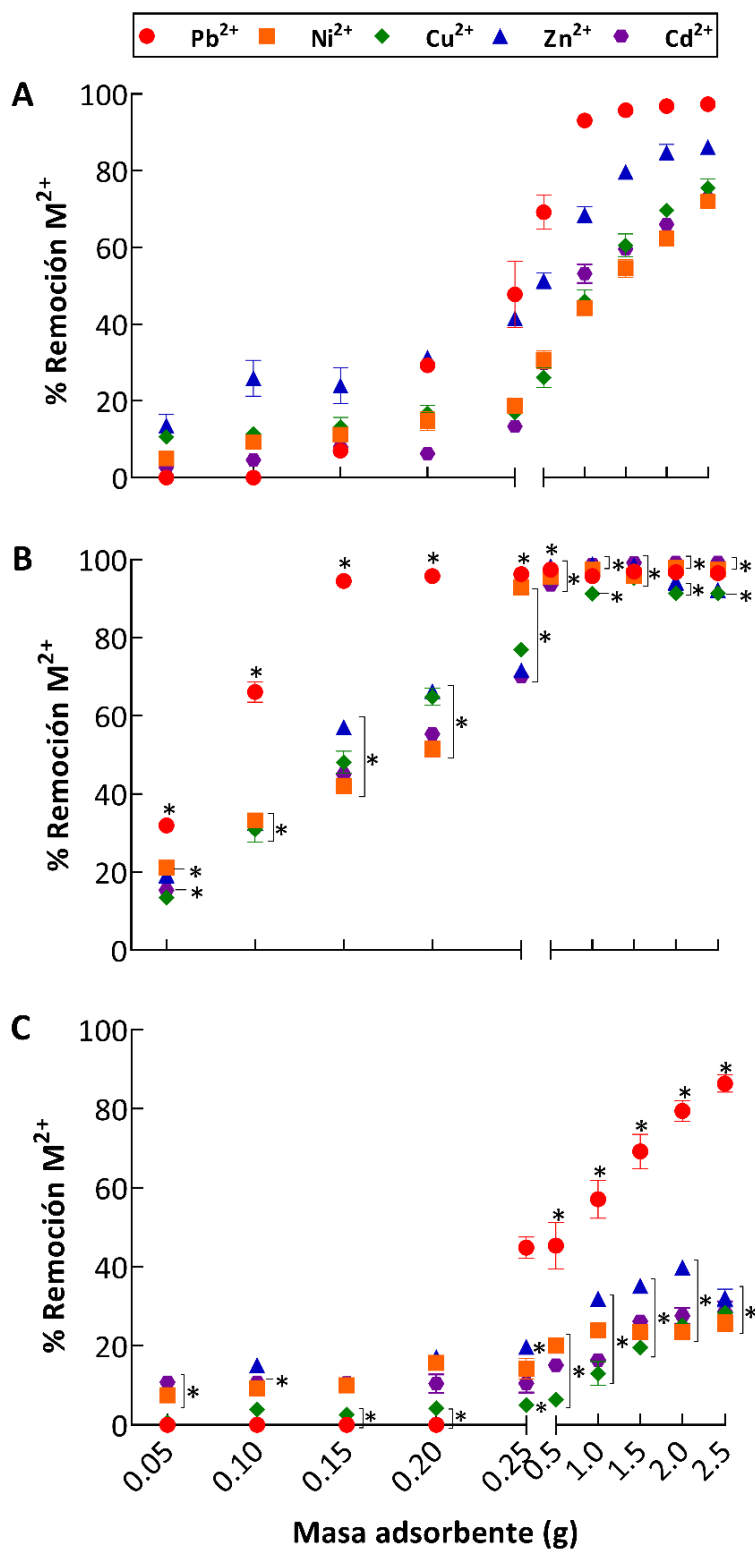 Pb2+ Ni2+ Cu2+ Zn2+ Cd2+
A
% Remoción M2+
100
80
60
40
20
0
B
% Remoción M2+
100
80
60
40
20
0
* * * * * * * * *
* * * * * *
* * * *
* *
C
% Remoción M2+
100
80
60
40
20
0
* * * * *
* * * * * *
* * * * * *
0.05 0.10 0.15 0.20 0.25 0.5 1.0 1.5 2.0 2.5
Masa adsorbente (g)